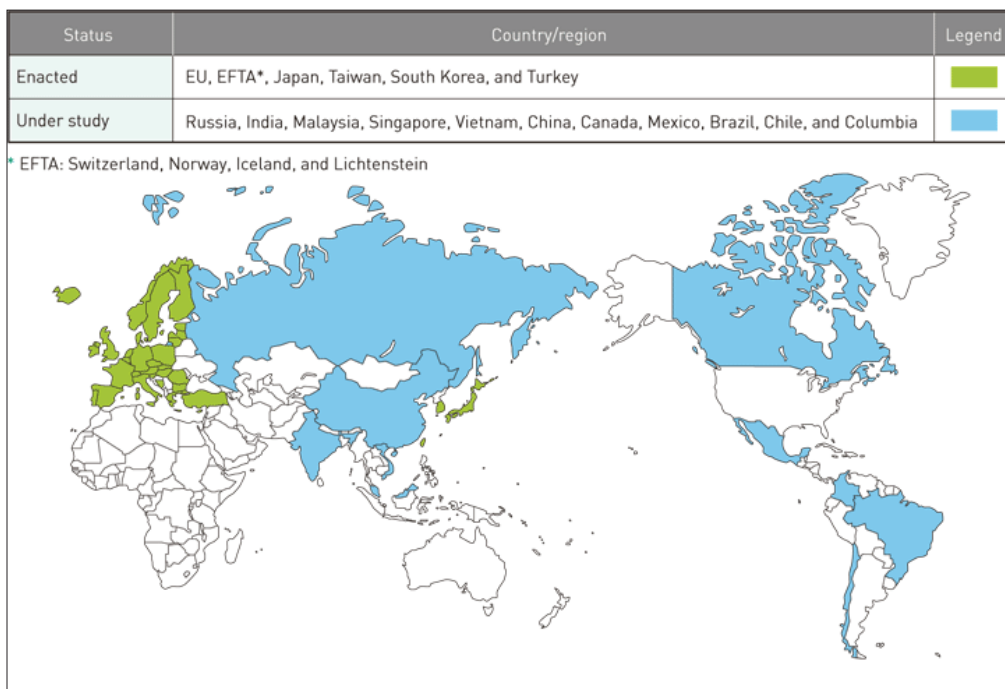 Status Country/region Legend
Enacted EU, EFTA*, Japan, Taiwan, South Korea, and Turkey
Under study Russia, India, Malaysia, Singapore, Vietnam, China, Canada, Mexico, Brazil, Chile, and Columbia
* EFTA: Switzerland, Norway, Iceland, and Lichtenstein